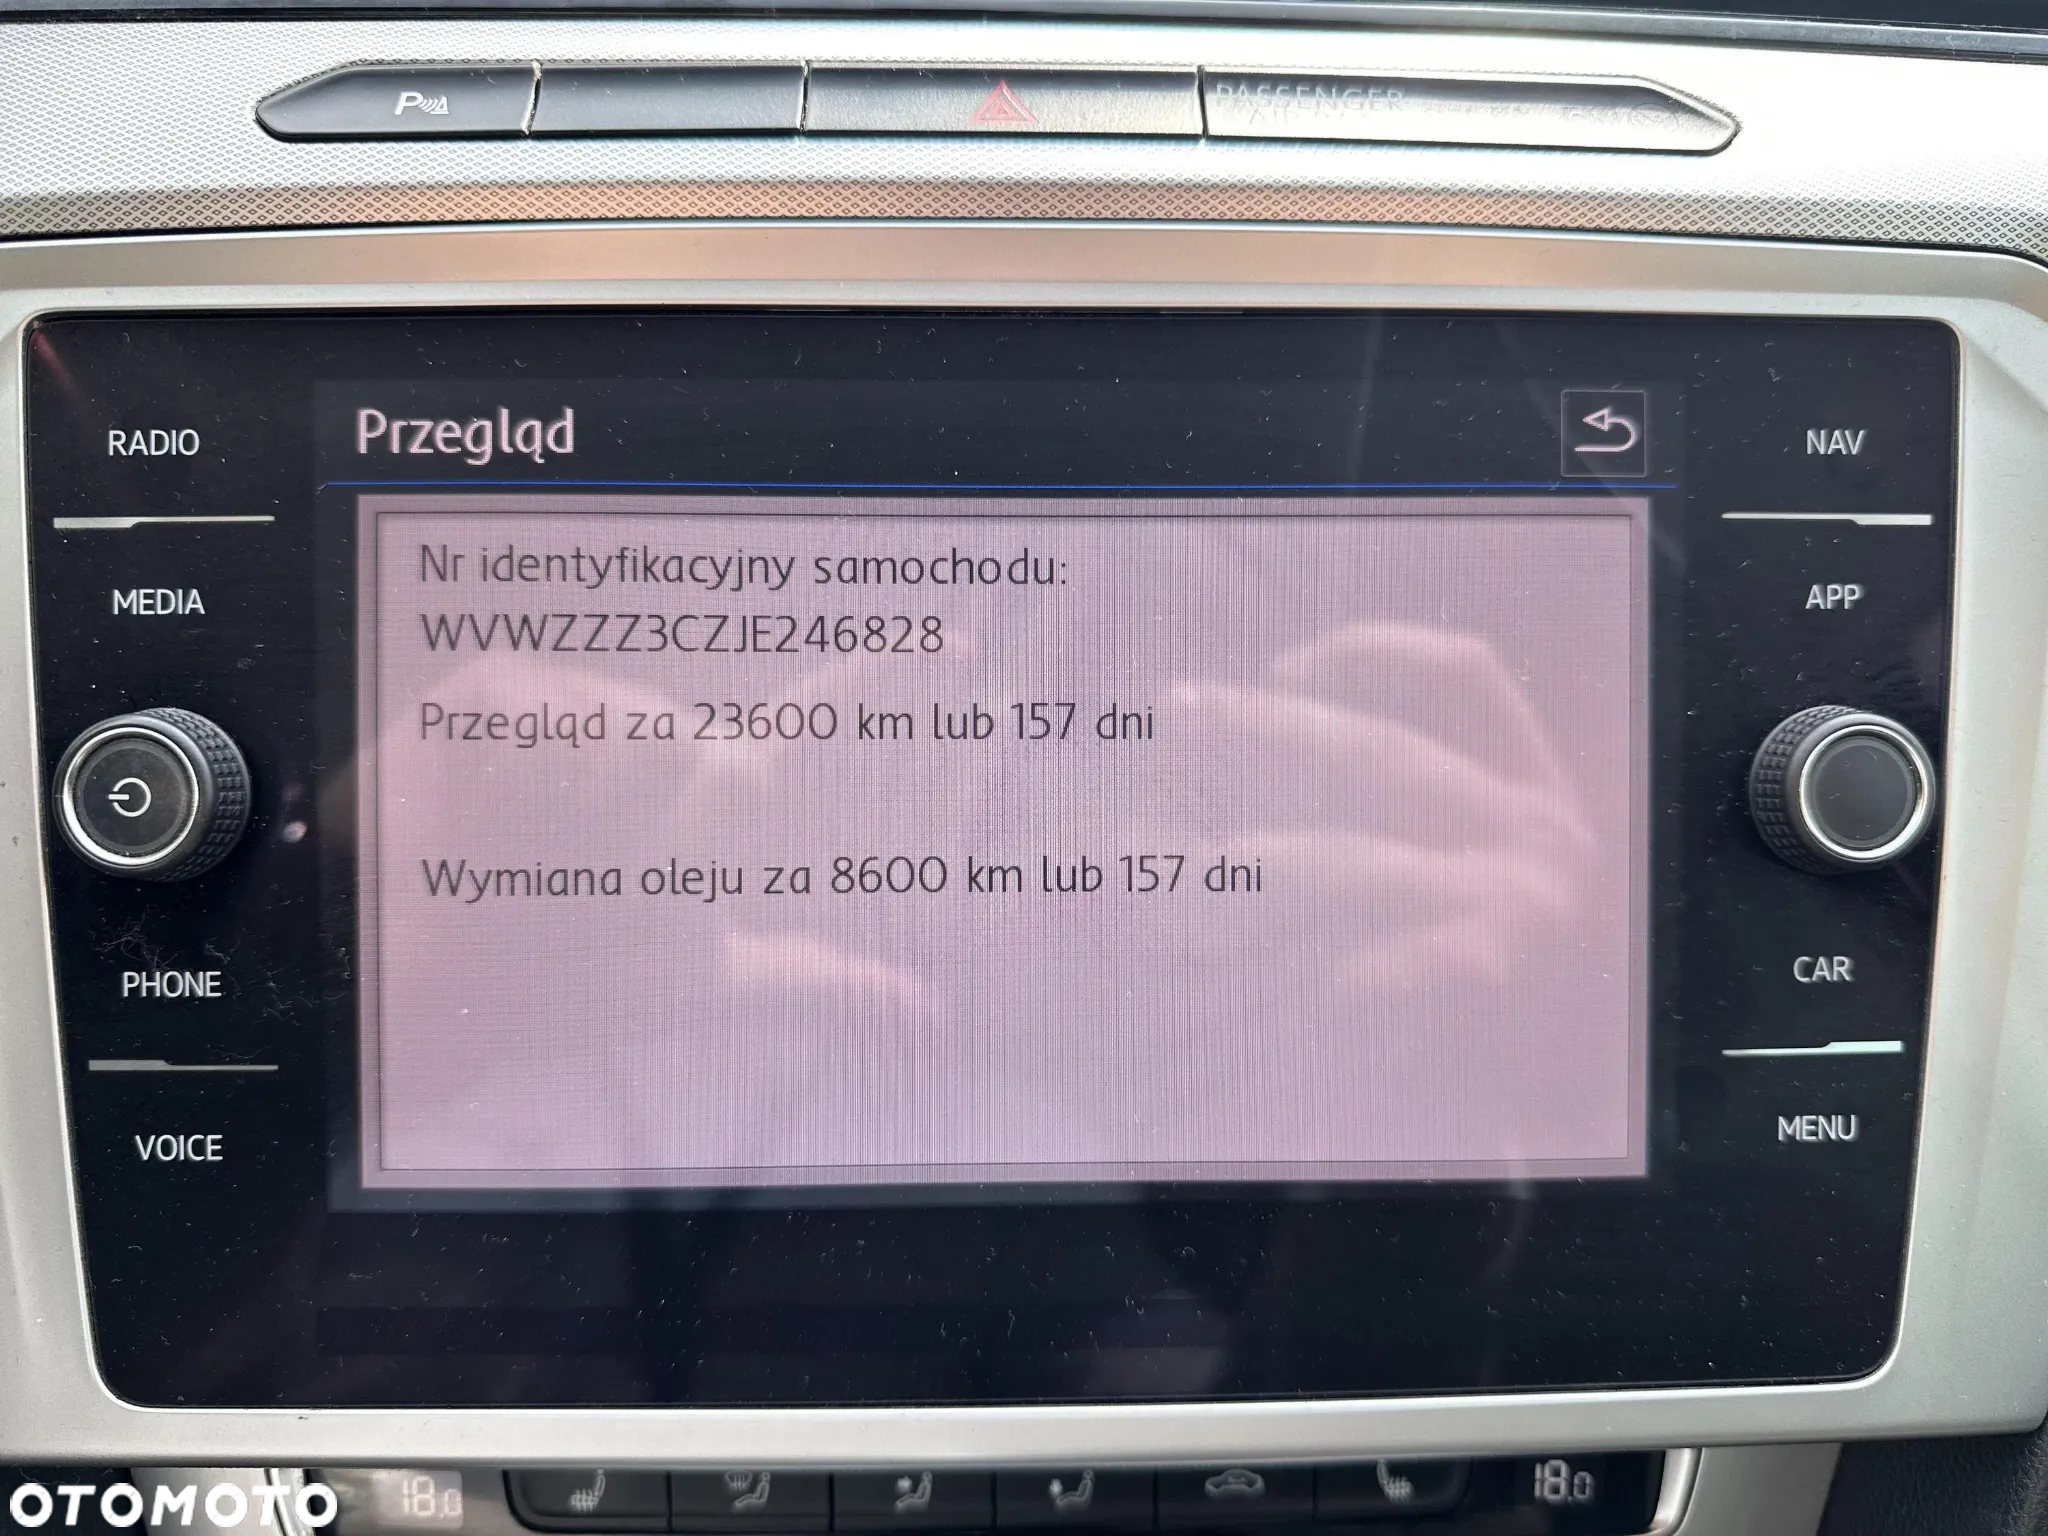 P
PASSENGER
RADIO
Przegląd
NAV
MEDIA
Nr identyfikacyjny samochodu:
WVWZZZ3CZJE246828
APP
Przegląd za 23600 km lub 157 dni
Wymiana oleju za 8600 km lub 157 dni
PHONE
CAR
VOICE
MENU
18.0
18.0
OTOMOTO